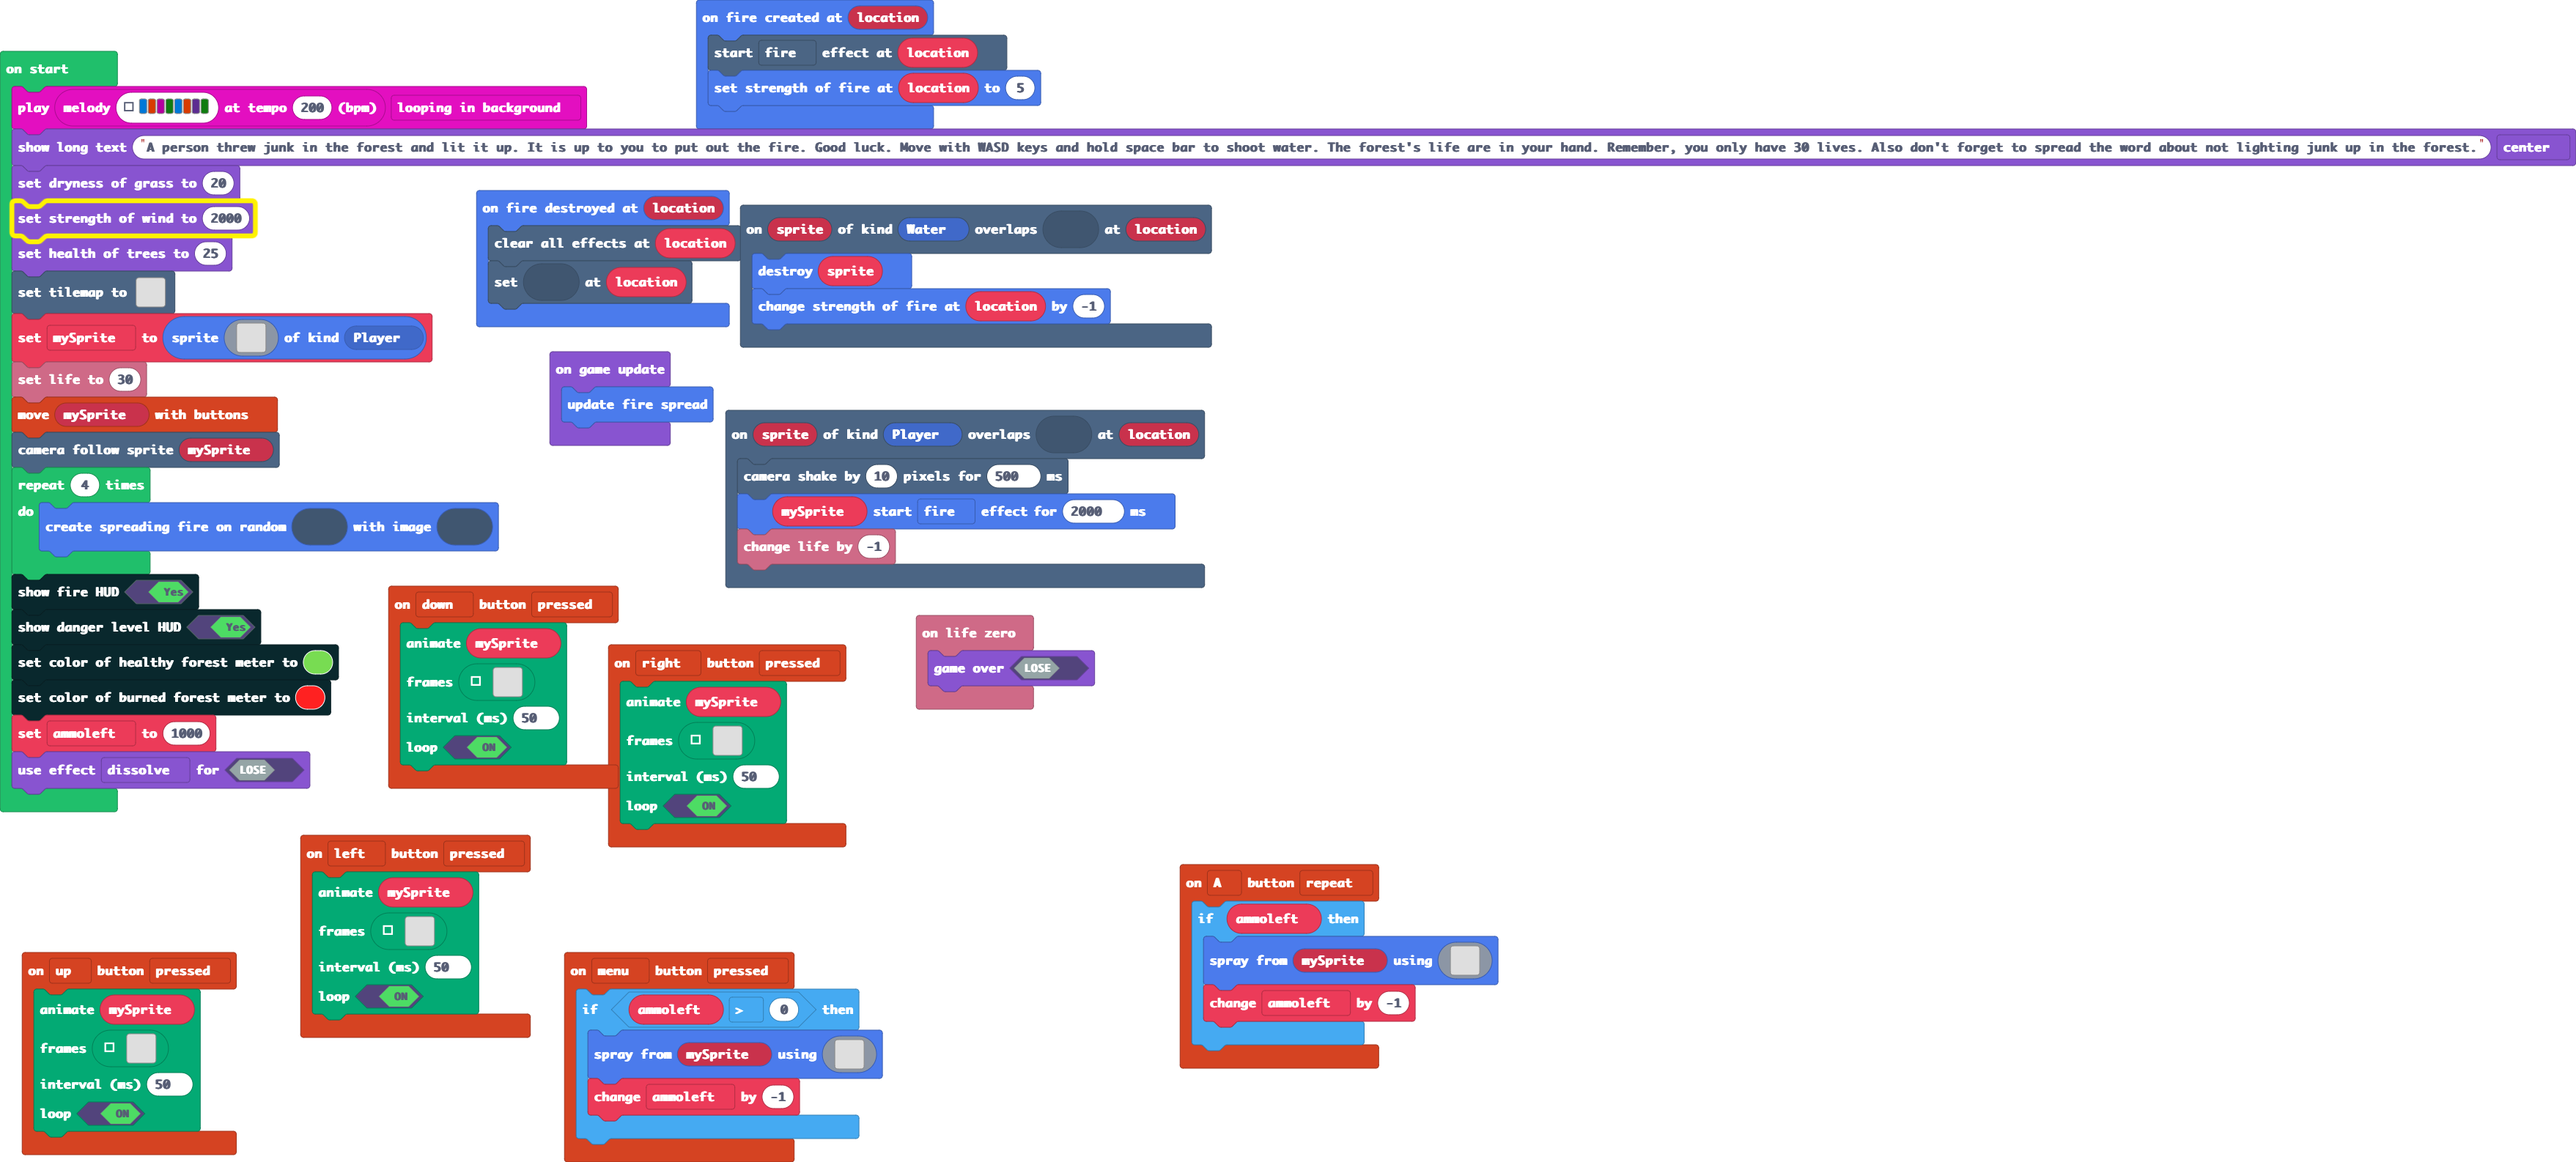 on start
play melody at tempo 200 (bpm) looping in background
show long text "A person threw junk in the forest and lit it up. It is up to you to put out the fire. Good luck. Move with WASD keys and hold space bar to shoot water. The forest's life are in your hand. Remember, you only have 30 lives. Also don't forget to spread the word about not lighting junk up in the forest." center
set dryness of grass to 20
set strength of wind to 2000
set health of trees to 25
set tilemap to
set mySprite to sprite of kind Player
set life to 30
move mySprite with buttons
camera follow sprite mySprite
repeat 4 times
do
create spreading fire on random with image
show fire HUD Yes
show danger level HUD Yes
set color of healthy forest meter to
set color of burned forest meter to
set ammoleft to 1000
use effect dissolve for LOSE
on fire created at location
start fire effect at location
set strength of fire at location to 5
on fire destroyed at location
clear all effects at location
set at location
on sprite of kind Water overlaps at location
destroy sprite
change strength of fire at location by -1
on game update
update fire spread
on sprite of kind Player overlaps at location
camera shake by 10 pixels for 500 ms
mySprite start fire effect for 2000 ms
change life by -1
on down button pressed
animate mySprite
frames
interval (ms) 50
loop ON
on right button pressed
animate mySprite
frames
interval (ms) 50
loop ON
on life zero
game over LOSE
on left button pressed
animate mySprite
frames
interval (ms) 50
loop ON
on A button repeat
if ammoleft then
spray from mySprite using
change ammoleft by -1
on up button pressed
animate mySprite
frames
interval (ms) 50
loop ON
on menu button pressed
if ammoleft > 0 then
spray from mySprite using
change ammoleft by -1